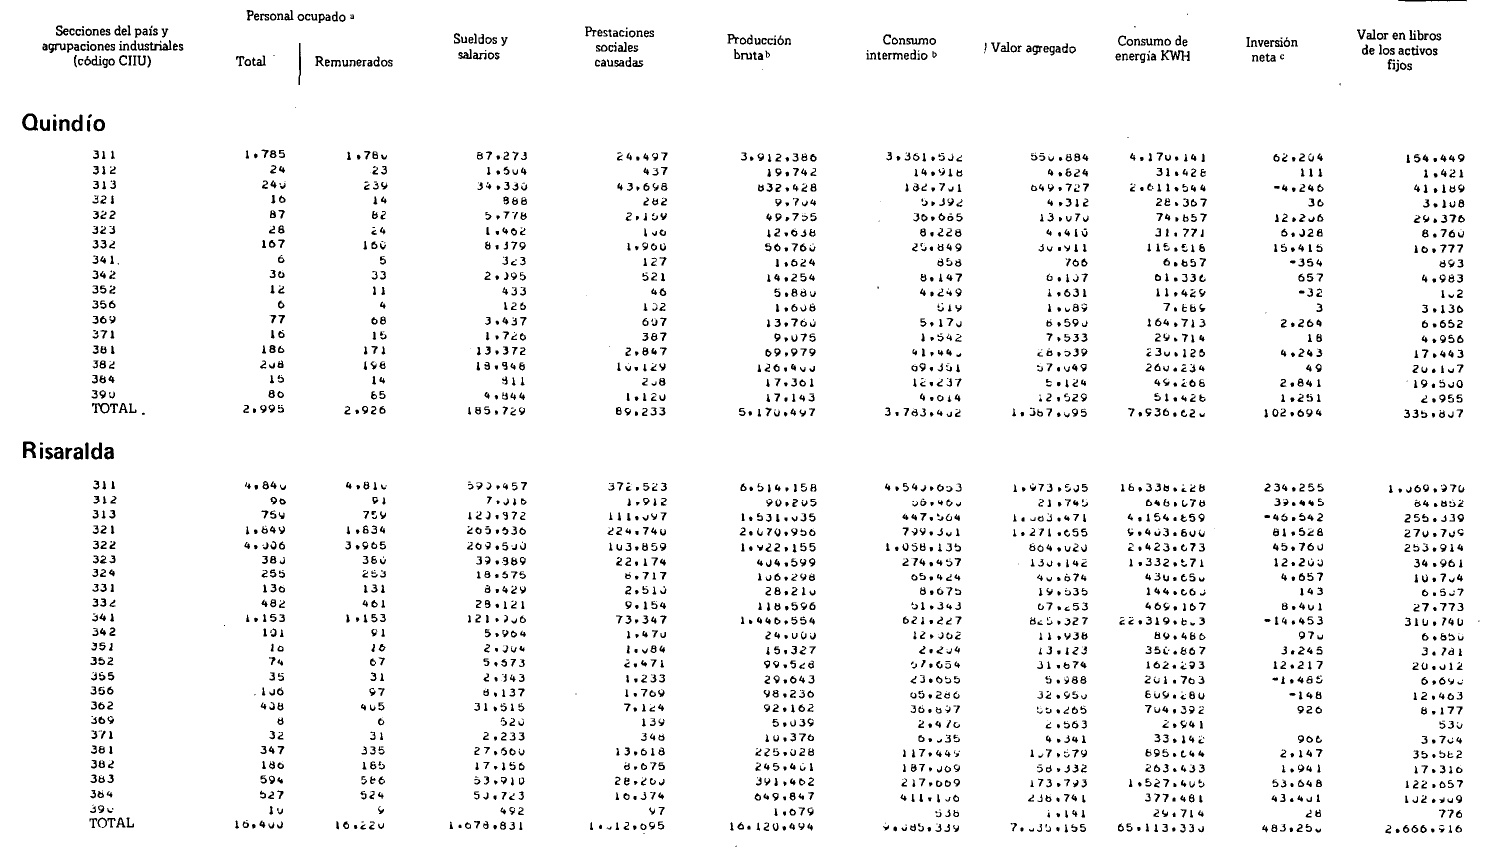 Secciones del país y
agrupaciones industriales
(código CIIU)
Personal ocupado ª
Total
Remunerados
Sueldos y
salarios
Prestaciones
sociales
causadas
Producción
bruta ᵇ
Consumo
intermedio ᵇ
Valor agregado
Consumo de
energía KWH
Inversión
neta ᶜ
Valor en libros
de los activos
fijos
Quindío
311 1.785 1.780 87.273 24.497 3.912.386 3.361.502 550.884 4.170.141 62.204 154.449
312 24 23 1.504 437 19.742 14.918 4.824 31.428 111 1.421
313 240 239 34.330 43.698 832.428 182.701 649.727 2.611.544 -4.246 41.189
321 16 14 888 282 9.704 5.392 4.312 28.367 36 3.108
322 87 82 5.778 2.159 49.755 36.685 13.070 74.857 12.206 29.376
323 28 24 1.462 12.638 8.228 4.410 31.771 6.328 8.760
332 167 160 8.379 1.960 56.760 25.849 30.911 115.518 15.415 16.777
341 6 5 323 127 1.624 858 766 6.857 -354 893
342 36 33 2.395 521 14.254 8.147 6.107 61.336 657 4.983
352 12 11 433 46 5.880 4.249 1.631 11.429 -32 102
356 6 4 126 102 1.608 519 1.089 3 3.136
369 77 68 3.437 697 13.760 5.170 8.590 164.713 2.264 6.652
371 16 15 1.726 387 9.075 1.542 7.533 29.714 18 4.956
381 186 171 13.372 2.847 69.979 41.440 28.539 230.126 4.243 17.443
382 208 198 18.948 10.129 126.400 69.351 57.049 260.234 49 20.107
384 15 14 911 208 17.361 12.237 5.124 49.266 2.841 19.500
390 86 65 4.844 1.120 17.143 4.614 12.529 51.426 1.251 2.955
TOTAL 2.995 2.926 185.729 89.233 5.170.497 3.783.402 1.387.095 7.936.620 102.694 335.807
Risaralda
311 4.840 4.810 590.457 372.523 6.514.158 4.540.653 1.973.505 16.338.228 234.255 1.069.970
312 96 91 7.016 1.912 90.205 68.460 21.745 646.678 39.445 84.852
313 759 759 120.972 111.097 1.531.035 447.564 1.083.471 4.154.859 -46.542 255.339
321 1.849 1.834 265.636 224.740 2.070.956 799.301 1.271.655 9.403.600 81.528 270.709
322 4.006 3.965 269.500 103.859 1.922.155 1.058.135 864.020 2.423.673 45.760 253.914
323 380 380 39.989 22.174 404.599 274.457 130.142 1.332.571 12.200 34.961
324 255 253 18.575 6.717 106.298 65.424 40.874 430.650 4.657 10.704
331 136 131 8.429 2.510 28.210 8.675 19.535 143 6.507
332 482 461 28.121 9.154 118.596 51.343 67.253 469.167 8.401 27.773
341 1.153 1.153 121.906 73.347 1.446.554 621.227 825.327 22.319.803 -14.453 310.740
342 101 91 5.964 1.470 24.000 12.062 11.938 89.486 970 6.850
351 16 16 2.304 1.084 15.327 2.204 13.123 350.867 3.245 3.781
352 74 67 5.573 2.471 99.528 67.654 31.874 162.293 12.217 20.012
355 35 31 2.343 1.233 29.643 23.655 5.988 201.763 -1.485
356 106 97 8.137 1.769 98.236 65.286 32.950 609.280 -148 12.463
362 408 405 31.515 7.124 92.162 36.897 55.265 704.392 926 8.177
369 8 6 520 139 5.039 2.476 2.563 2.941 530
371 32 31 2.233 348 10.376 6.035 4.341 33.142 966 3.704
381 347 335 27.560 13.618 225.028 117.449 107.579 895.644 2.147 35.562
382 186 185 17.156 8.675 245.401 187.069 58.332 263.433 1.941 17.316
383 594 586 53.910 28.260 391.462 217.669 173.793 1.527.405 53.648 122.657
384 527 524 50.723 16.374 649.847 411.106 238.741 377.481 43.401 102.909
390 10 9 492 97 1.679 538 1.141 29.714 28 776
TOTAL 16.400 16.220 1.678.831 1.012.095 16.120.494 9.085.339 7.035.155 65.113.330 483.250 2.666.916